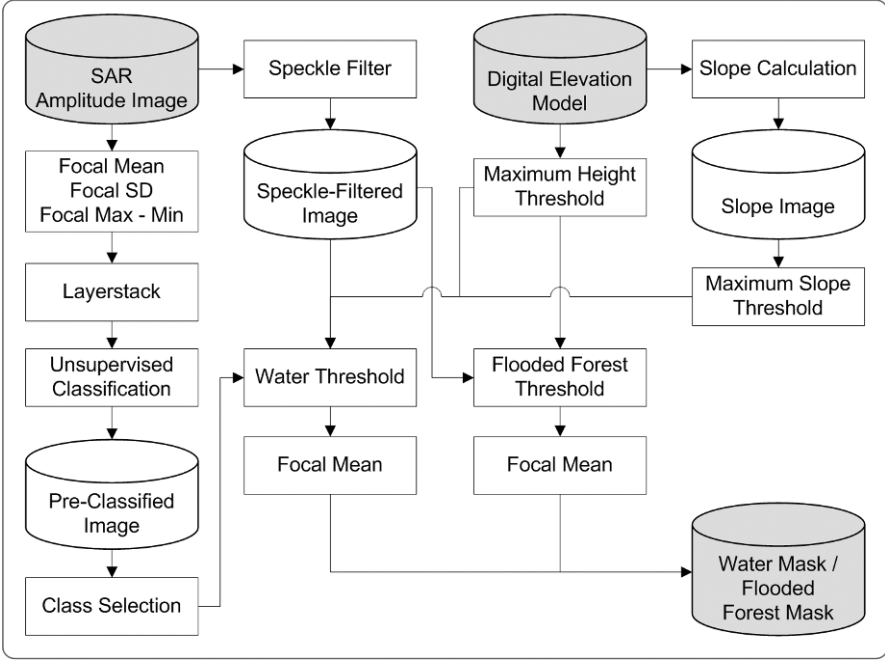 SAR
Amplitude Image
Speckle Filter
Digital Elevation
Model
Slope Calculation
Focal Mean
Focal SD
Focal Max - Min
Speckle-Filtered
Image
Maximum Height
Threshold
Slope Image
Layerstack
Maximum Slope
Threshold
Unsupervised
Classification
Water Threshold
Flooded Forest
Threshold
Pre-Classified
Image
Focal Mean
Focal Mean
Class Selection
Water Mask /
Flooded
Forest Mask